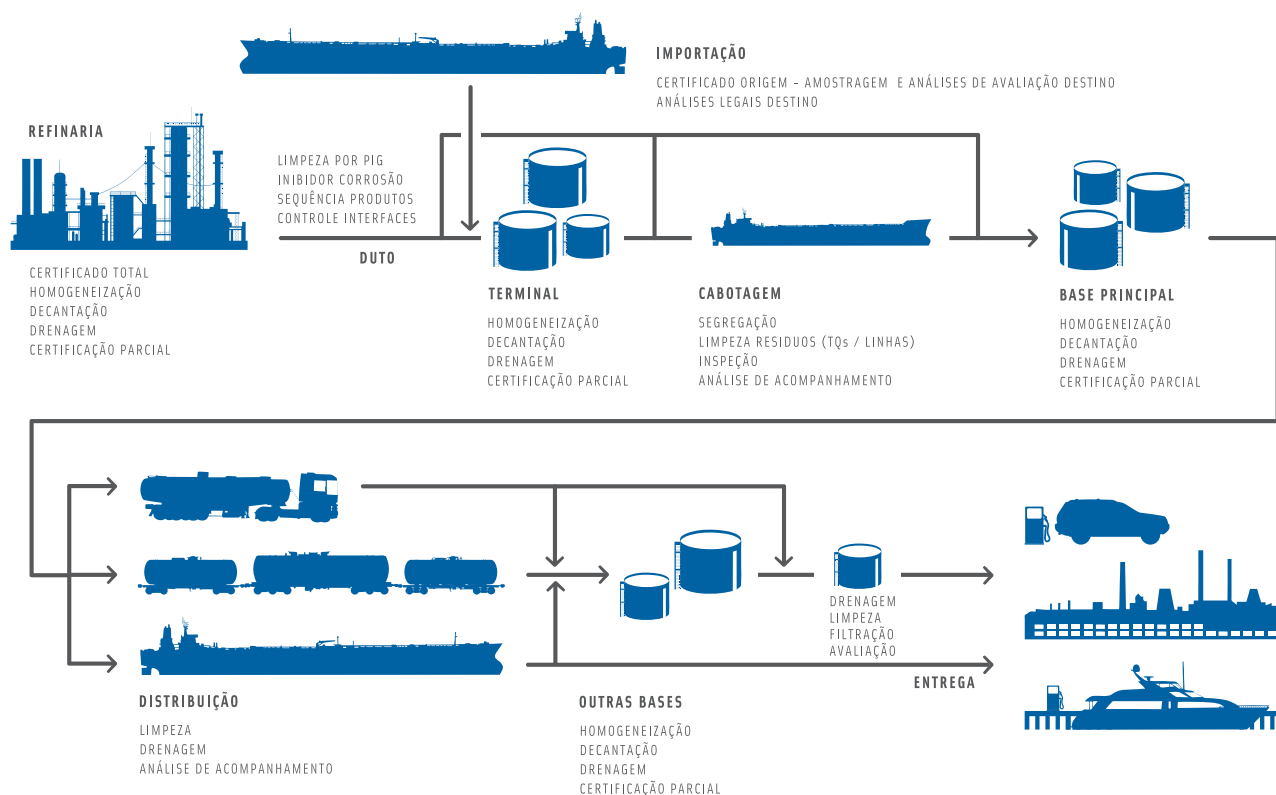 IMPORTAÇÃO
CERTIFICADO ORIGEM – AMOSTRAGEM E ANÁLISES DE AVALIAÇÃO DESTINO
ANÁLISES LEGAIS DESTINO
REFINARIA
CERTIFICADO TOTAL
HOMOGENEIZAÇÃO
DECANTAÇÃO
DRENAGEM
CERTIFICAÇÃO PARCIAL
LIMPEZA POR PIG
INIBIDOR CORROSÃO
SEQUÊNCIA PRODUTOS
CONTROLE INTERFACES
DUTO
TERMINAL
HOMOGENEIZAÇÃO
DECANTAÇÃO
DRENAGEM
CERTIFICAÇÃO PARCIAL
CABOTAGEM
SEGREGAÇÃO
LIMPEZA RESIDUOS (TQs / LINHAS)
INSPEÇÃO
ANÁLISE DE ACOMPANHAMENTO
BASE PRINCIPAL
HOMOGENEIZAÇÃO
DECANTAÇÃO
DRENAGEM
CERTIFICAÇÃO PARCIAL
DISTRIBUIÇÃO
LIMPEZA
DRENAGEM
ANÁLISE DE ACOMPANHAMENTO
OUTRAS BASES
HOMOGENEIZAÇÃO
DECANTAÇÃO
DRENAGEM
CERTIFICAÇÃO PARCIAL
DRENAGEM
LIMPEZA
FILTRAÇÃO
AVALIAÇÃO
ENTREGA